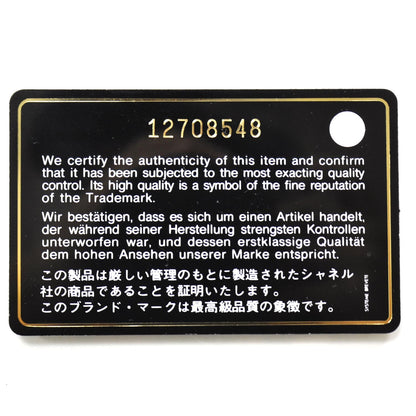 12708548
We certify the authenticity of this item and confirm
that it has been subjected to the most exacting quality
control. Its high quality is a symbol of the fine reputation
of the Trademark.
Wir bestätigen, dass es sich um einen Artikel handelt,
der während seiner Herstellung strengsten Kontrollen
unterworfen war, und dessen erstklassige Qualität
dem hohen Ansehen unserer Marke entspricht.
この製品は厳しい管理のもとに製造されたシャネル
社の商品であることを証明いたします。
このブランド・マークは最高級品質の象徴です。